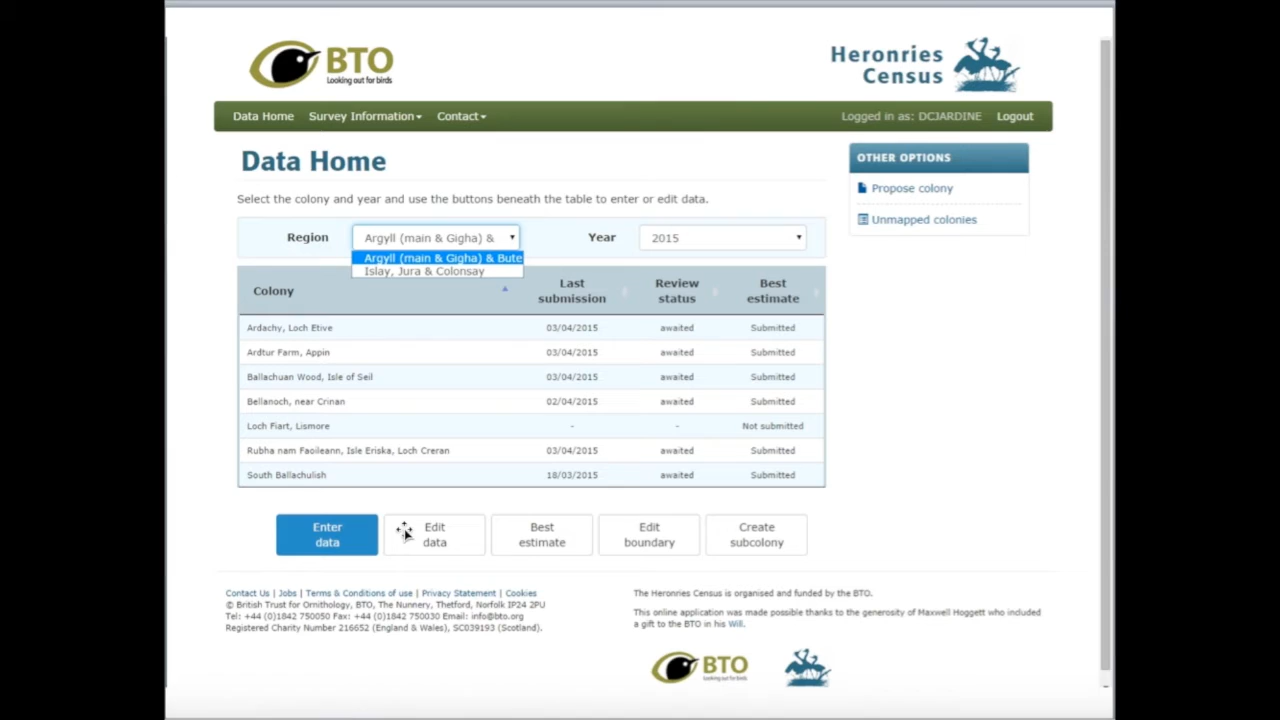 BTO
Looking out for birds
Heronries
Census
Data Home Survey Information Contact Logged in as: DCJARDINE Logout
Data Home
Select the colony and year and use the buttons beneath the table to enter or edit data.
Region Argyll (main & Gigha) & Year 2015
Argyll (main & Gigha) & Bute
Islay, Jura & Colonsay
Colony Last submission Review status Best estimate
Ardachy, Loch Etive 03/04/2015 awaited Submitted
Ardtur Farm, Appin 03/04/2015 awaited Submitted
Ballachuan Wood, Isle of Seil 03/04/2015 awaited Submitted
Bellanoch, near Crinan 02/04/2015 awaited Submitted
Loch Fiart, Lismore - - Not submitted
Rubha nam Faoileann, Isle Eriska, Loch Creran 03/04/2015 awaited Submitted
South Ballachulish 18/03/2015 awaited Submitted
Enter data
Edit data
Best estimate
Edit boundary
Create subcolony
OTHER OPTIONS
Propose colony
Unmapped colonies
Contact Us | Jobs | Terms & Conditions of use | Privacy Statement | Cookies
© British Trust for Ornithology, BTO, The Nunnery, Thetford, Norfolk IP24 2PU
Tel: +44 (0)1842 750050 Fax: +44 (0)1842 750030 Email: info@bto.org
Registered Charity Number 216652 (England & Wales), SC039193 (Scotland).
The Heronries Census is organised and funded by the BTO.
This online application was made possible thanks to the generosity of Maxwell Hoggett who included
a gift to the BTO in his Will.
BTO
Looking out for birds